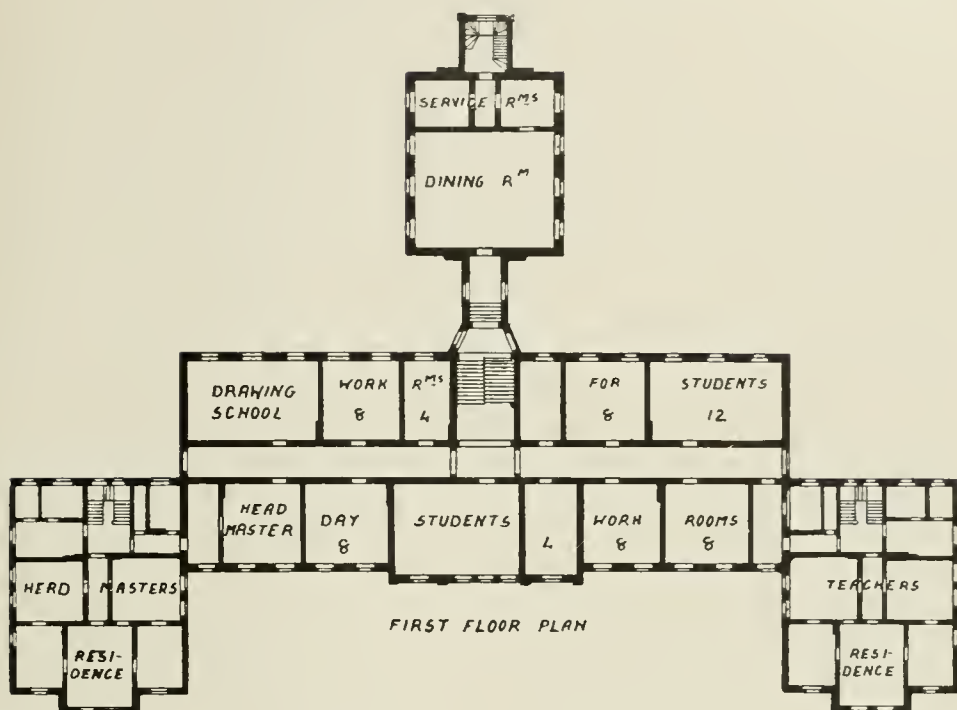 SERVICE RMS
DINING RM
DRAWING SCHOOL
WORK 8
RMS 4
FOR 8
STUDENTS 12
HEAD MASTER
DAY 8
STUDENTS
4
WORK 8
ROOMS 8
HEAD MASTERS
RESI-
DENCE
TEACHERS
RESI-
DENCE
FIRST FLOOR PLAN